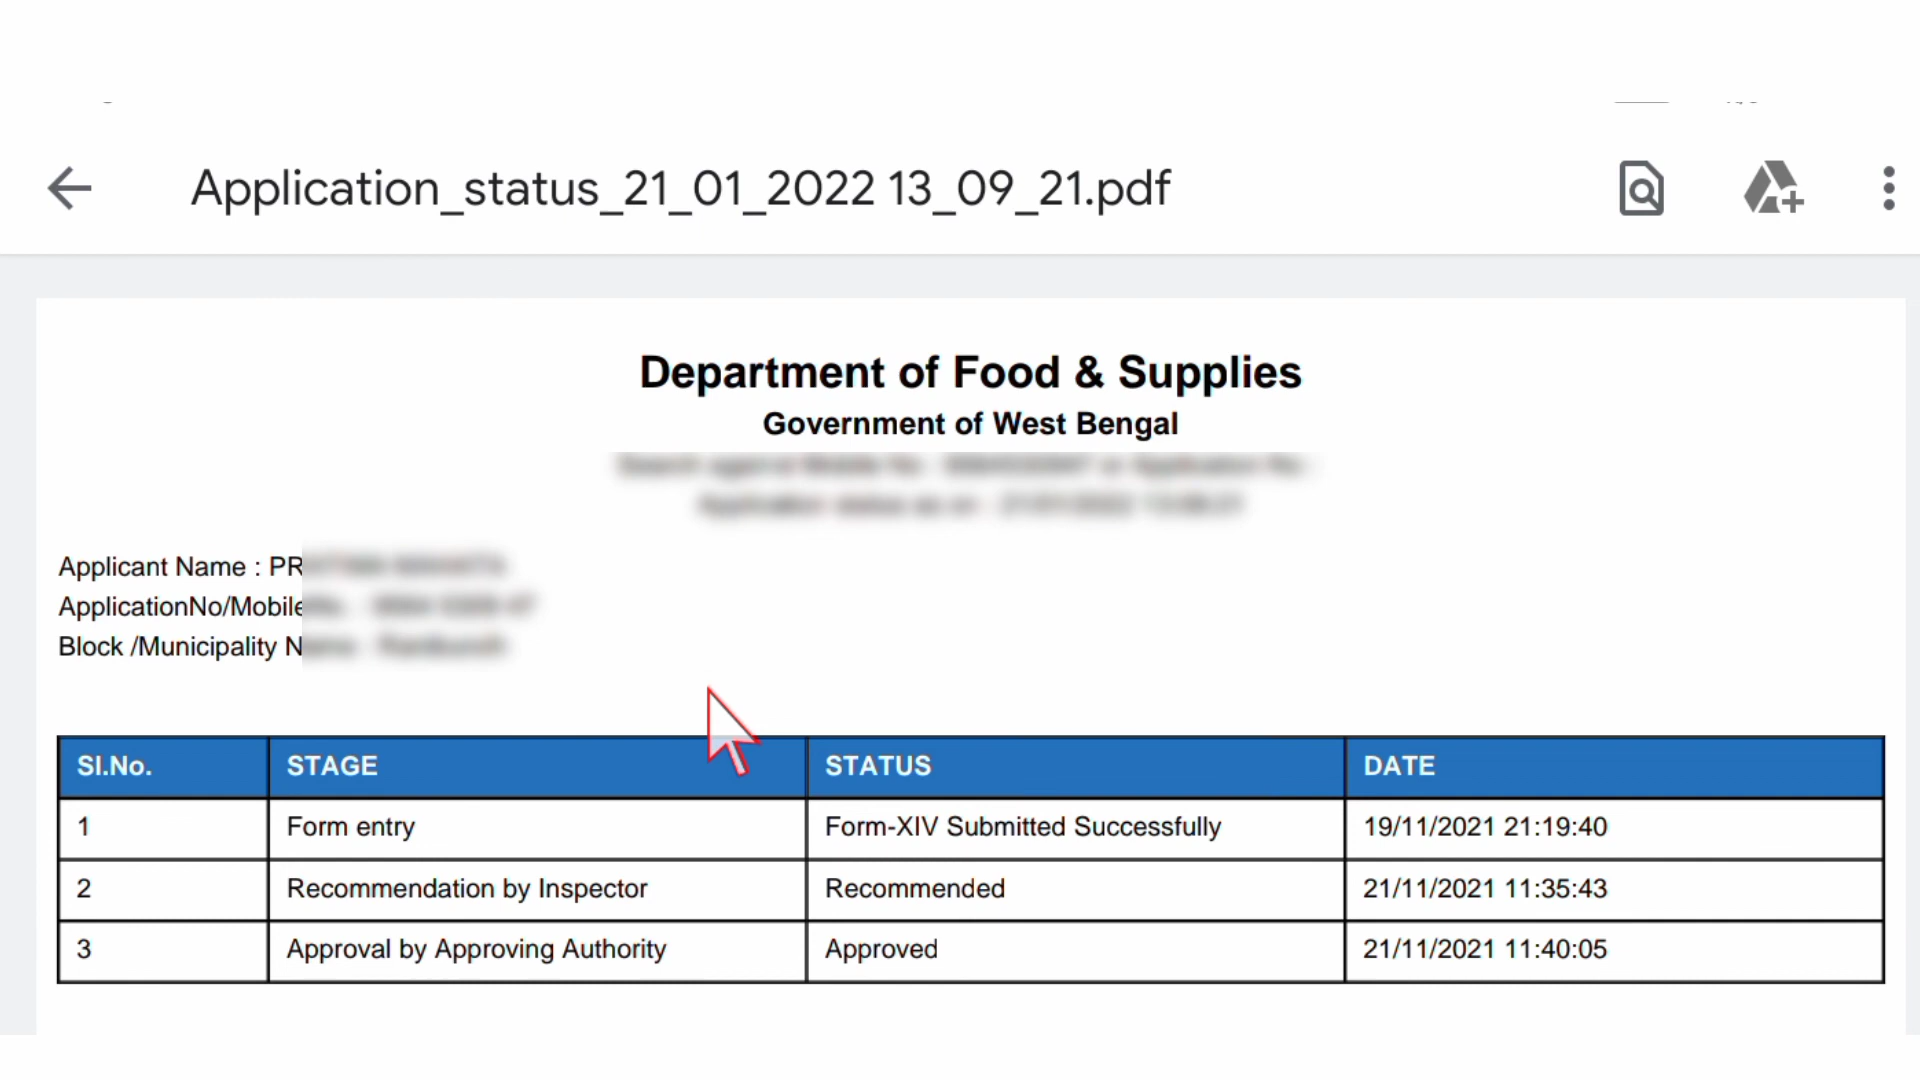 Application_status_21_01_2022 13_09_21.pdf
Department of Food & Supplies
Government of West Bengal
Applicant Name : PR
ApplicationNo/Mobile
Block /Municipality N
Sl.No. STAGE STATUS DATE
1 Form entry Form-XIV Submitted Successfully 19/11/2021 21:19:40
2 Recommendation by Inspector Recommended 21/11/2021 11:35:43
3 Approval by Approving Authority Approved 21/11/2021 11:40:05